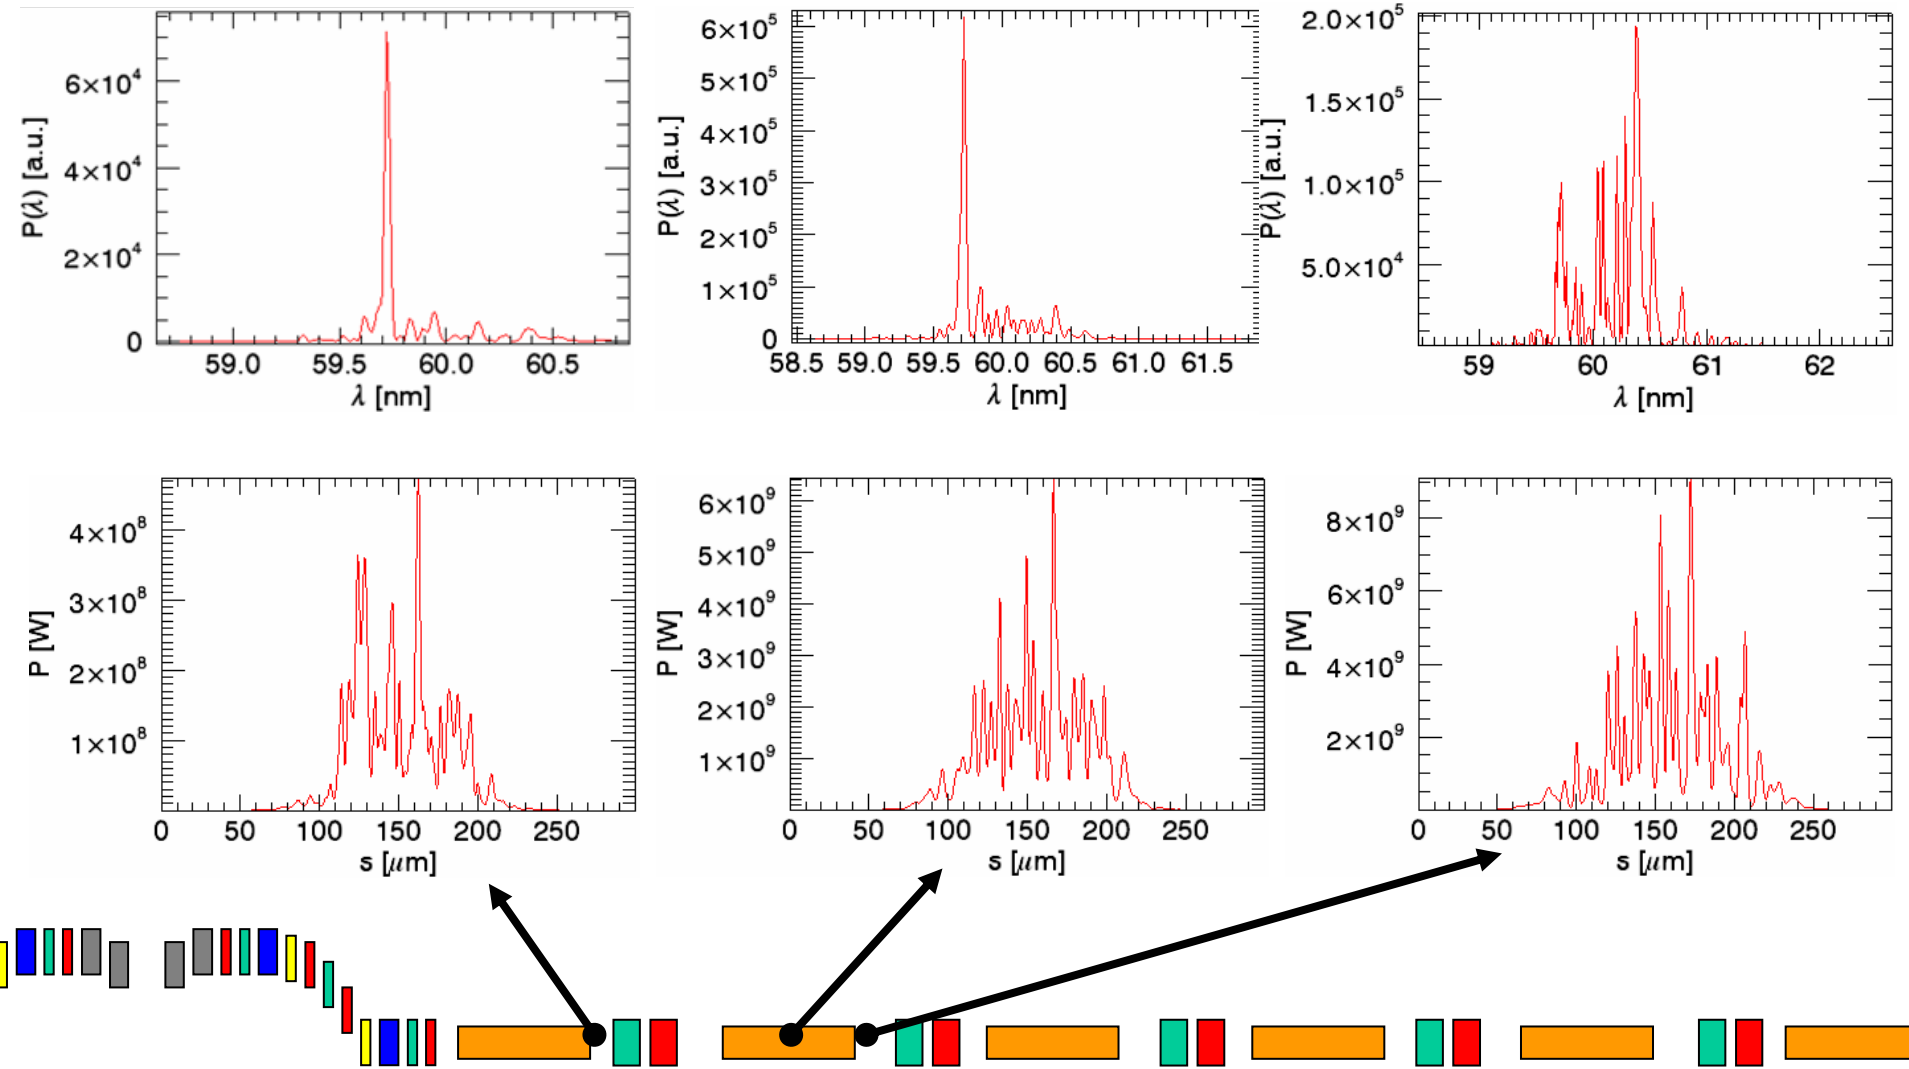 P(λ) [a.u.]
6×10⁴
4×10⁴
2×10⁴
0
59.0 59.5 60.0 60.5
λ [nm]
P(λ) [a.u.]
6×10⁵
5×10⁵
4×10⁵
3×10⁵
2×10⁵
1×10⁵
0
58.5 59.0 59.5 60.0 60.5 61.0 61.5
λ [nm]
P(λ) [a.u.]
2.0×10⁵
1.5×10⁵
1.0×10⁵
5.0×10⁴
59 60 61 62
λ [nm]
P [W]
4×10⁸
3×10⁸
2×10⁸
1×10⁸
0 50 100 150 200 250
s [μm]
P [W]
6×10⁹
5×10⁹
4×10⁹
3×10⁹
2×10⁹
1×10⁹
0 50 100 150 200 250
s [μm]
P [W]
8×10⁹
6×10⁹
4×10⁹
2×10⁹
0 50 100 150 200 250
s [μm]